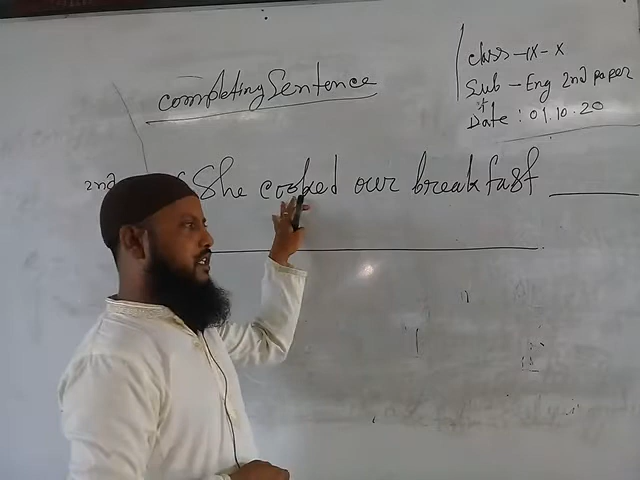 Class - IX - X
Sub - Eng 2nd paper
Date : 01.10.20
Completing Sentence
2nd She cooked our breakfast